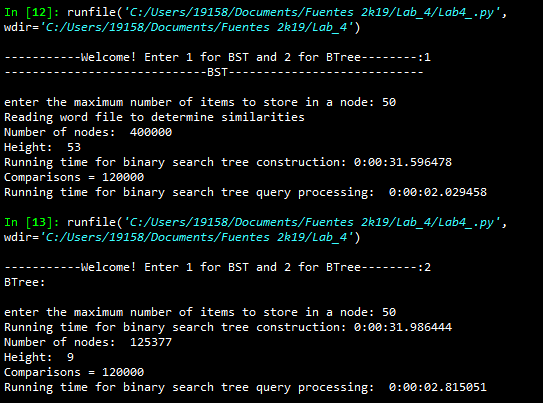 In [12]: runfile('C:/Users/19158/Documents/Fuentes 2k19/Lab_4/Lab4_.py',
wdir='C:/Users/19158/Documents/Fuentes 2k19/Lab_4')
-----------Welcome! Enter 1 for BST and 2 for BTree--------:1
-----------------------------BST----------------------------
enter the maximum number of items to store in a node: 50
Reading word file to determine similarities
Number of nodes:  400000
Height:  53
Running time for binary search tree construction: 0:00:31.596478
Comparisons = 120000
Running time for binary search tree query processing:  0:00:02.029458
In [13]: runfile('C:/Users/19158/Documents/Fuentes 2k19/Lab_4/Lab4_.py',
wdir='C:/Users/19158/Documents/Fuentes 2k19/Lab_4')
-----------Welcome! Enter 1 for BST and 2 for BTree--------:2
BTree:
enter the maximum number of items to store in a node: 50
Running time for binary search tree construction: 0:00:31.986444
Number of nodes:  125377
Height:  9
Comparisons = 120000
Running time for binary search tree query processing:  0:00:02.815051